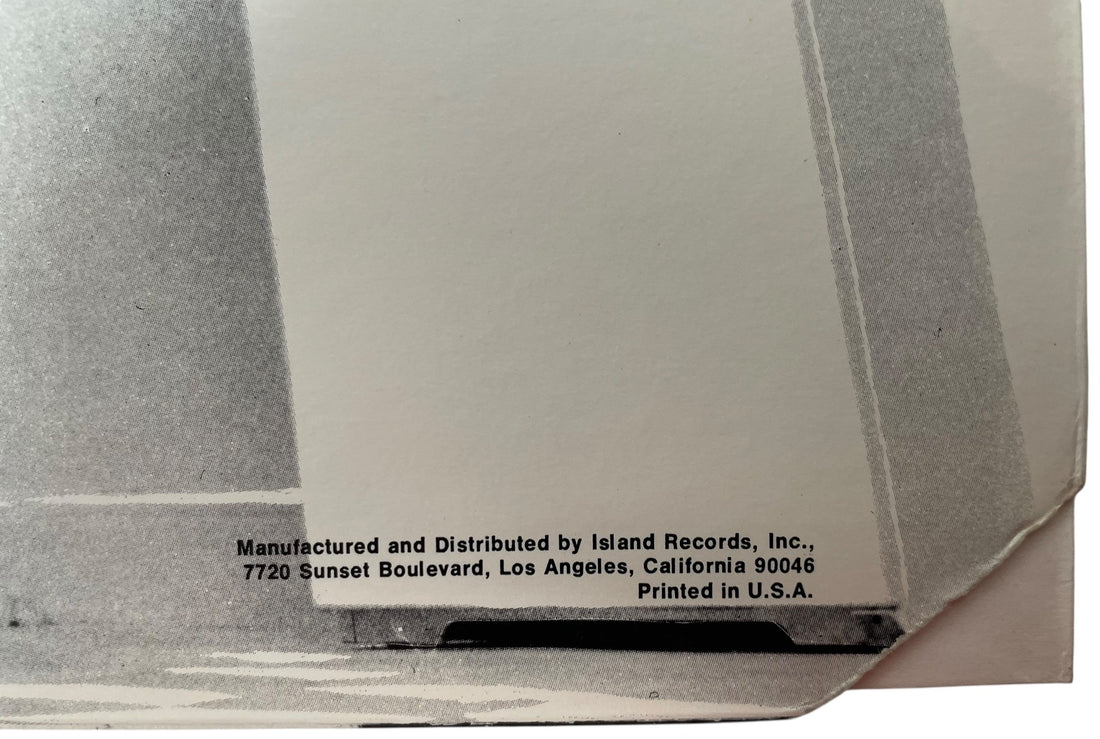 Manufactured and Distributed by Island Records, Inc.,
7720 Sunset Boulevard, Los Angeles, California 90046
Printed in U.S.A.